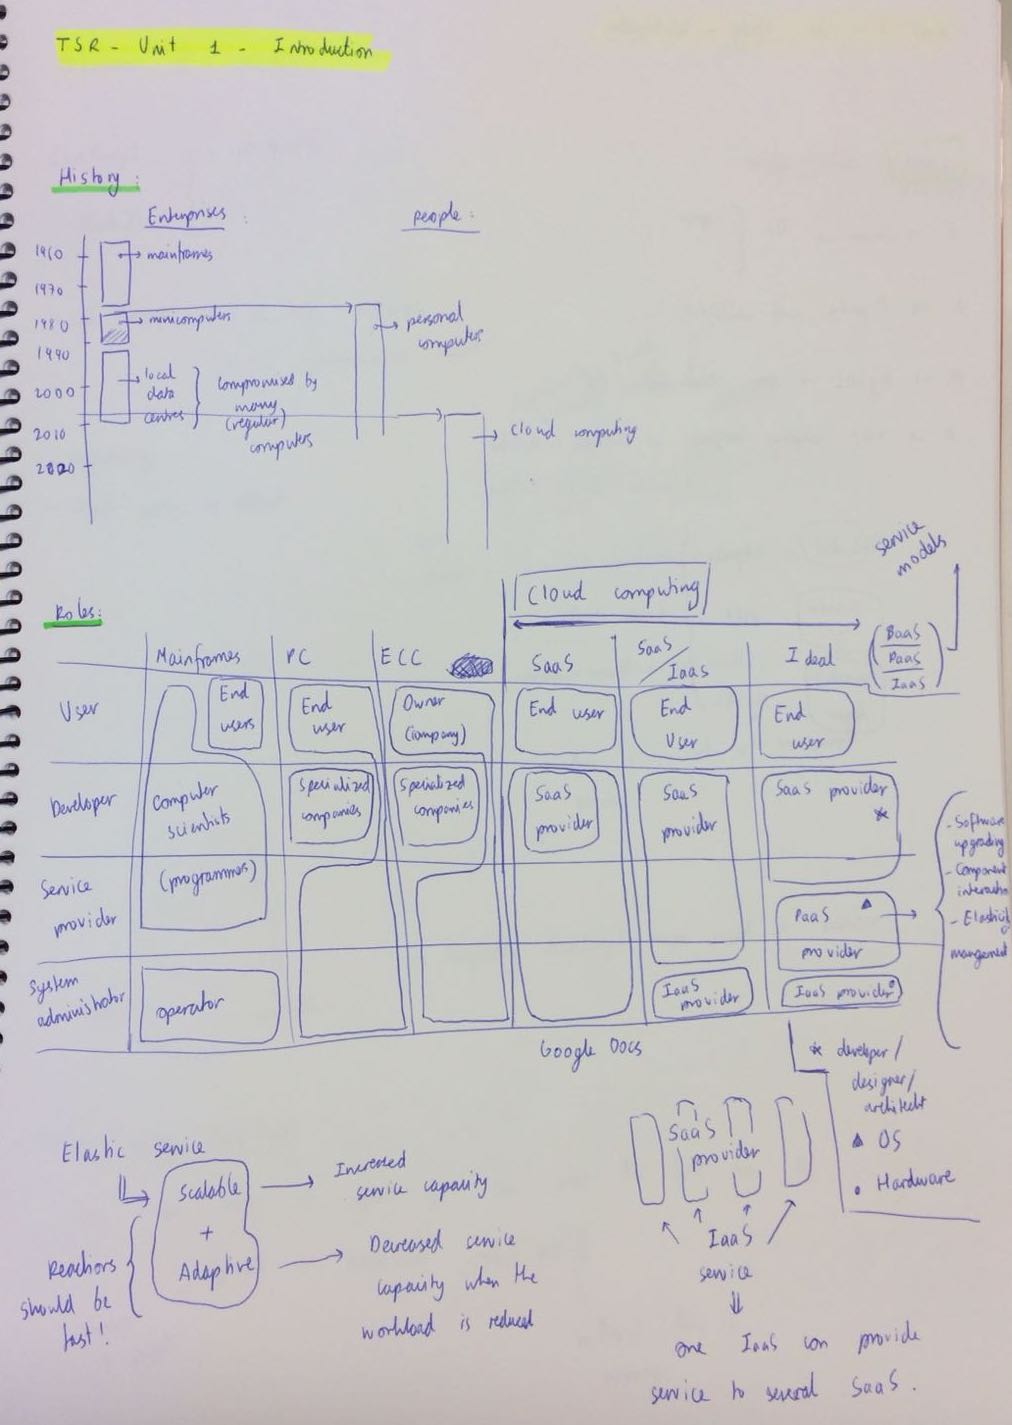 TSR - Unit 1 - Introduction
History:
Enterprises :
people :
1960
mainframes
1970
1980
minicomputers
personal
computers
1990
2000
local
data
centres
compromised by
many
(regular)
computers
2010
cloud computing
2020
service
models
Cloud computing
Roles:
Mainframes
PC
ECC
SaaS
SaaS
/ IaaS
Ideal
BaaS
PaaS
IaaS
User
End
users
End
user
Owner
(company)
End user
End
User
End
user
Developer
Computer
scientists
(programmers)
Specialized
companies
Specialized
companies
SaaS
provider
SaaS
provider
SaaS provider
*
- Software
upgrading
- Component
interaction
- Elasticity
management
Service
provider
PaaS
provider
System
administrator
operator
IaaS
provider
IaaS provider
Google Docs
* developer/
designer/
architect
▲ OS
• Hardware
Elastic service
Scalable
+
Adaptive
Increased
service capacity
Decreased service
capacity when the
workload is reduced
Reactions
should be
fast!
SaaS
provider
IaaS
service
⇓
one IaaS can provide
service to several SaaS.